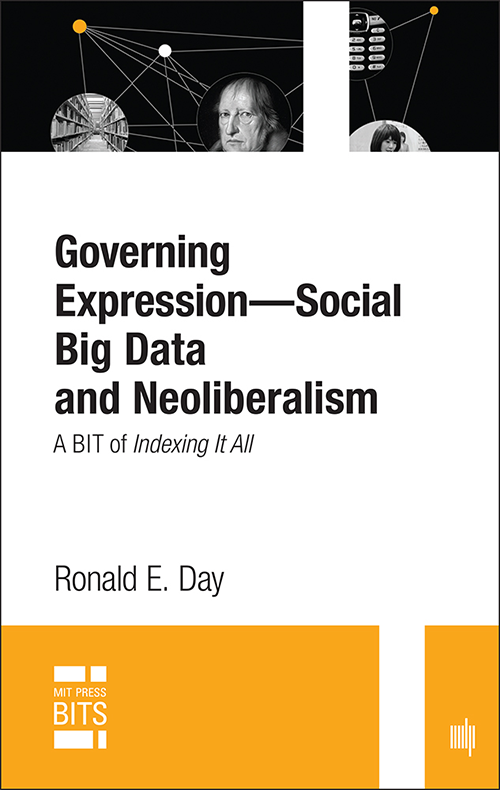 Governing
Expression—Social
Big Data
and Neoliberalism
A BIT of Indexing It All
Ronald E. Day
MIT PRESS
BITS